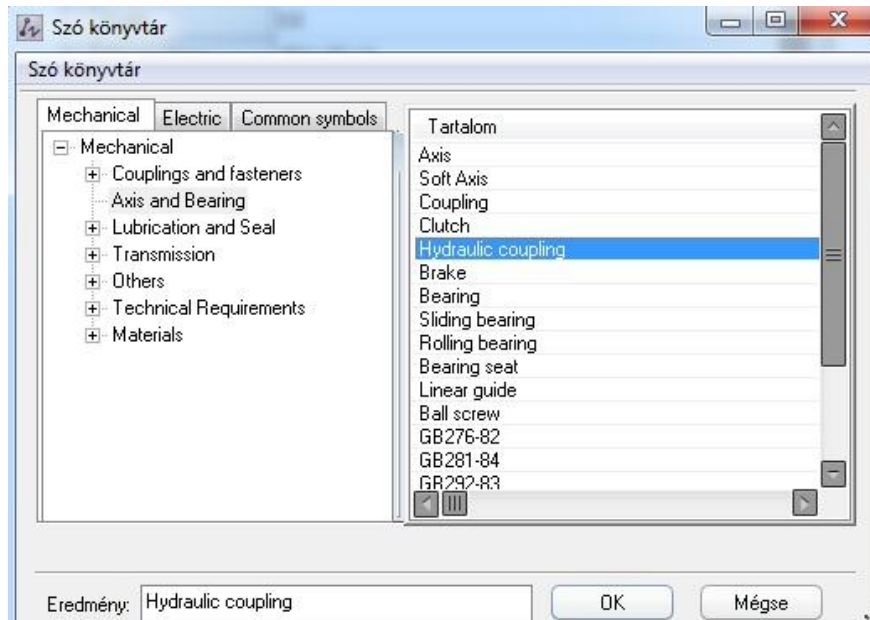 Szó könyvtár
Szó könyvtár
Mechanical Electric Common symbols
Mechanical
Couplings and fasteners
Axis and Bearing
Lubrication and Seal
Transmission
Others
Technical Requirements
Materials
Tartalom
Axis
Soft Axis
Coupling
Clutch
Hydraulic coupling
Brake
Bearing
Sliding bearing
Rolling bearing
Bearing seat
Linear guide
Ball screw
GB276-82
GB281-84
GB292-83
Eredmény: Hydraulic coupling OK Mégse